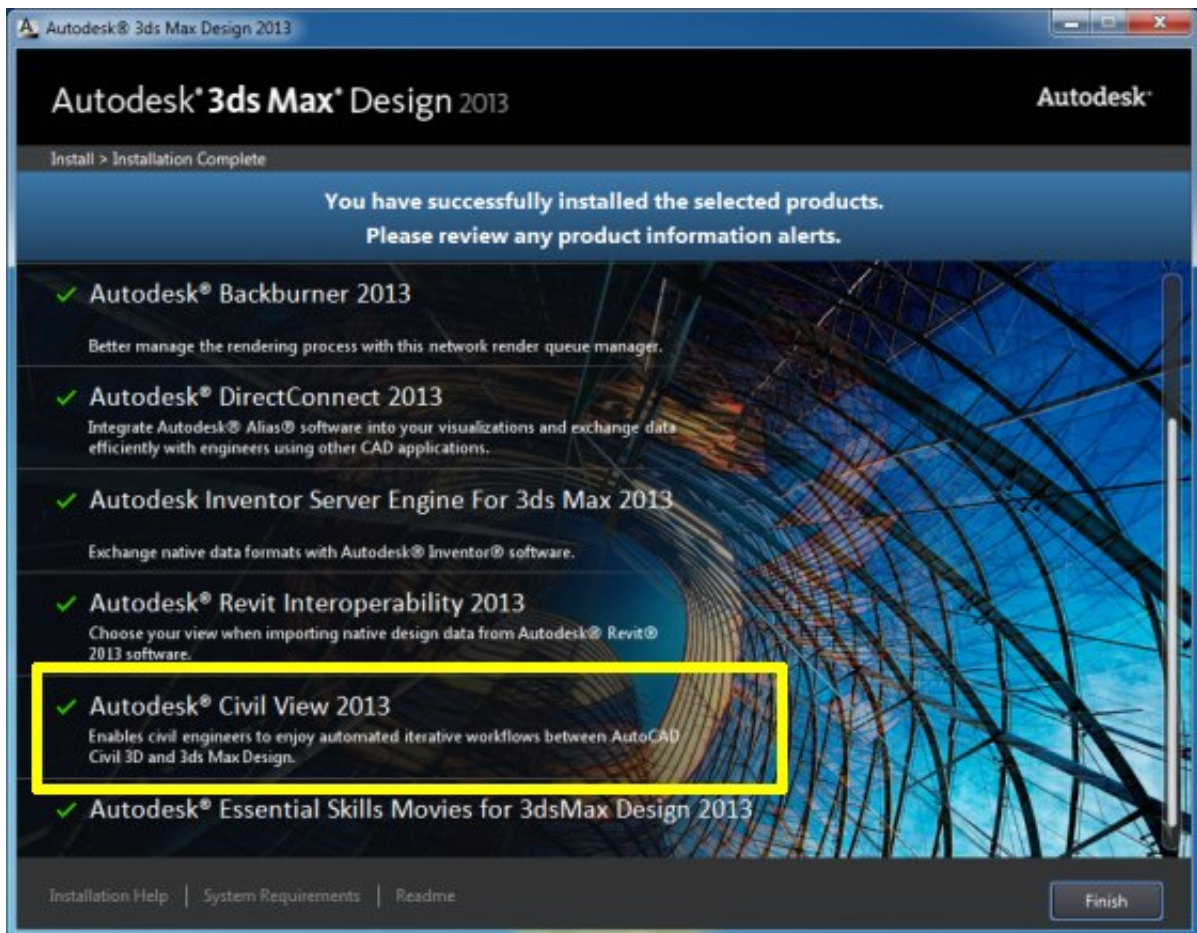 Autodesk® 3ds Max Design 2013
Autodesk® 3ds Max® Design 2013
Autodesk®
Install > Installation Complete
You have successfully installed the selected products.
Please review any product information alerts.
Autodesk® Backburner 2013
Better manage the rendering process with this network render queue manager.
Autodesk® DirectConnect 2013
Integrate Autodesk® Alias® software into your visualizations and exchange data
efficiently with engineers using other CAD applications.
Autodesk Inventor Server Engine For 3ds Max 2013
Exchange native data formats with Autodesk® Inventor® software.
Autodesk® Revit Interoperability 2013
Choose your view when importing native design data from Autodesk® Revit®
2013 software.
Autodesk® Civil View 2013
Enables civil engineers to enjoy automated iterative workflows between AutoCAD
Civil 3D and 3ds Max Design.
Autodesk® Essential Skills Movies for 3dsMax Design 2013
Installation Help | System Requirements | Readme
Finish